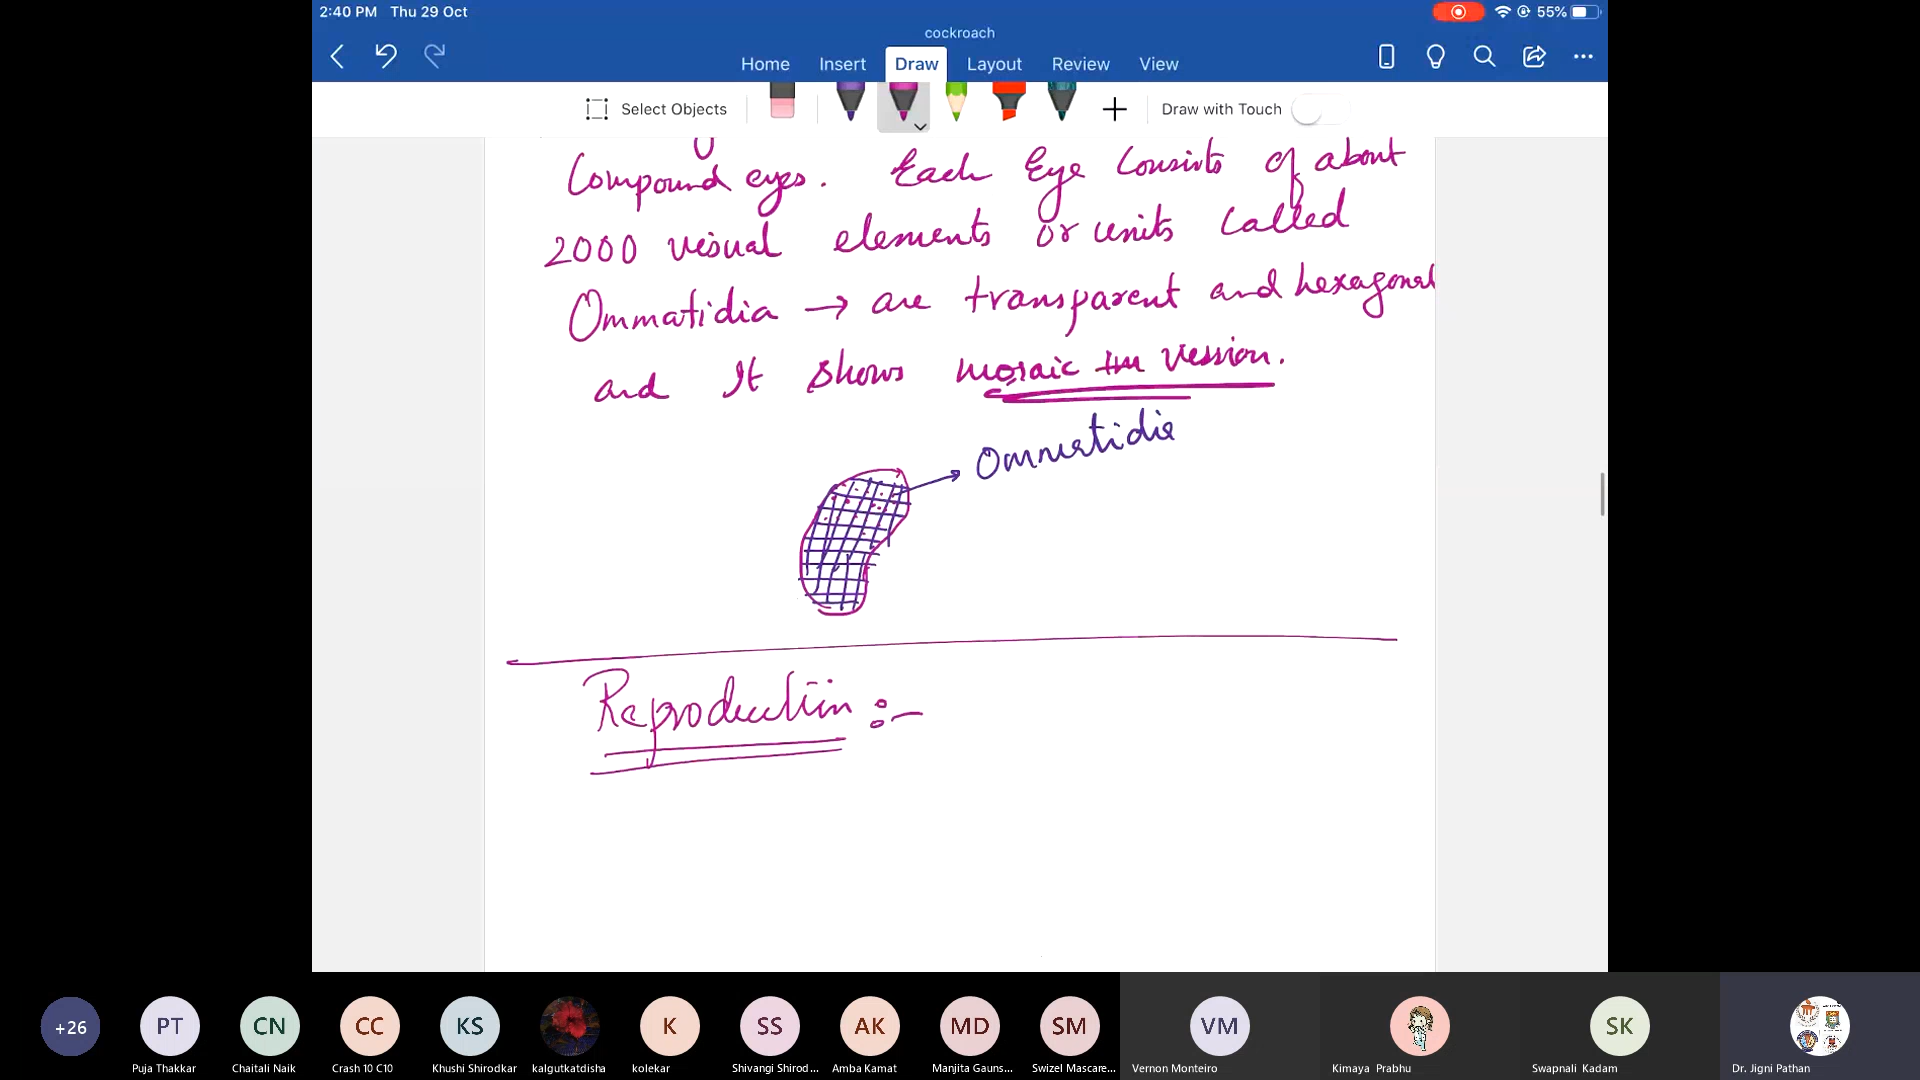 2:40 PM Thu 29 Oct
55%
cockroach
Home Insert Draw Layout Review View
Select Objects
Draw with Touch
Compound eyes. Each Eye Consists of about
2000 visual elements or units Called
Ommatidia → are transparent and hexagonal
and It shows mosaic vission.
Ommatidia
Reproduction :-
+26
PT
CN
CC
KS
K
SS
AK
MD
SM
VM
SK
Puja Thakkar
Chaitali Naik
Crash 10 C10
Khushi Shirodkar
kalgutkatdisha
kolekar
Shivangi Shirod...
Amba Kamat
Manjita Gauns...
Swizel Mascare...
Vernon Monteiro
Kimaya Prabhu
Swapnali Kadam
Dr. Jigni Pathan